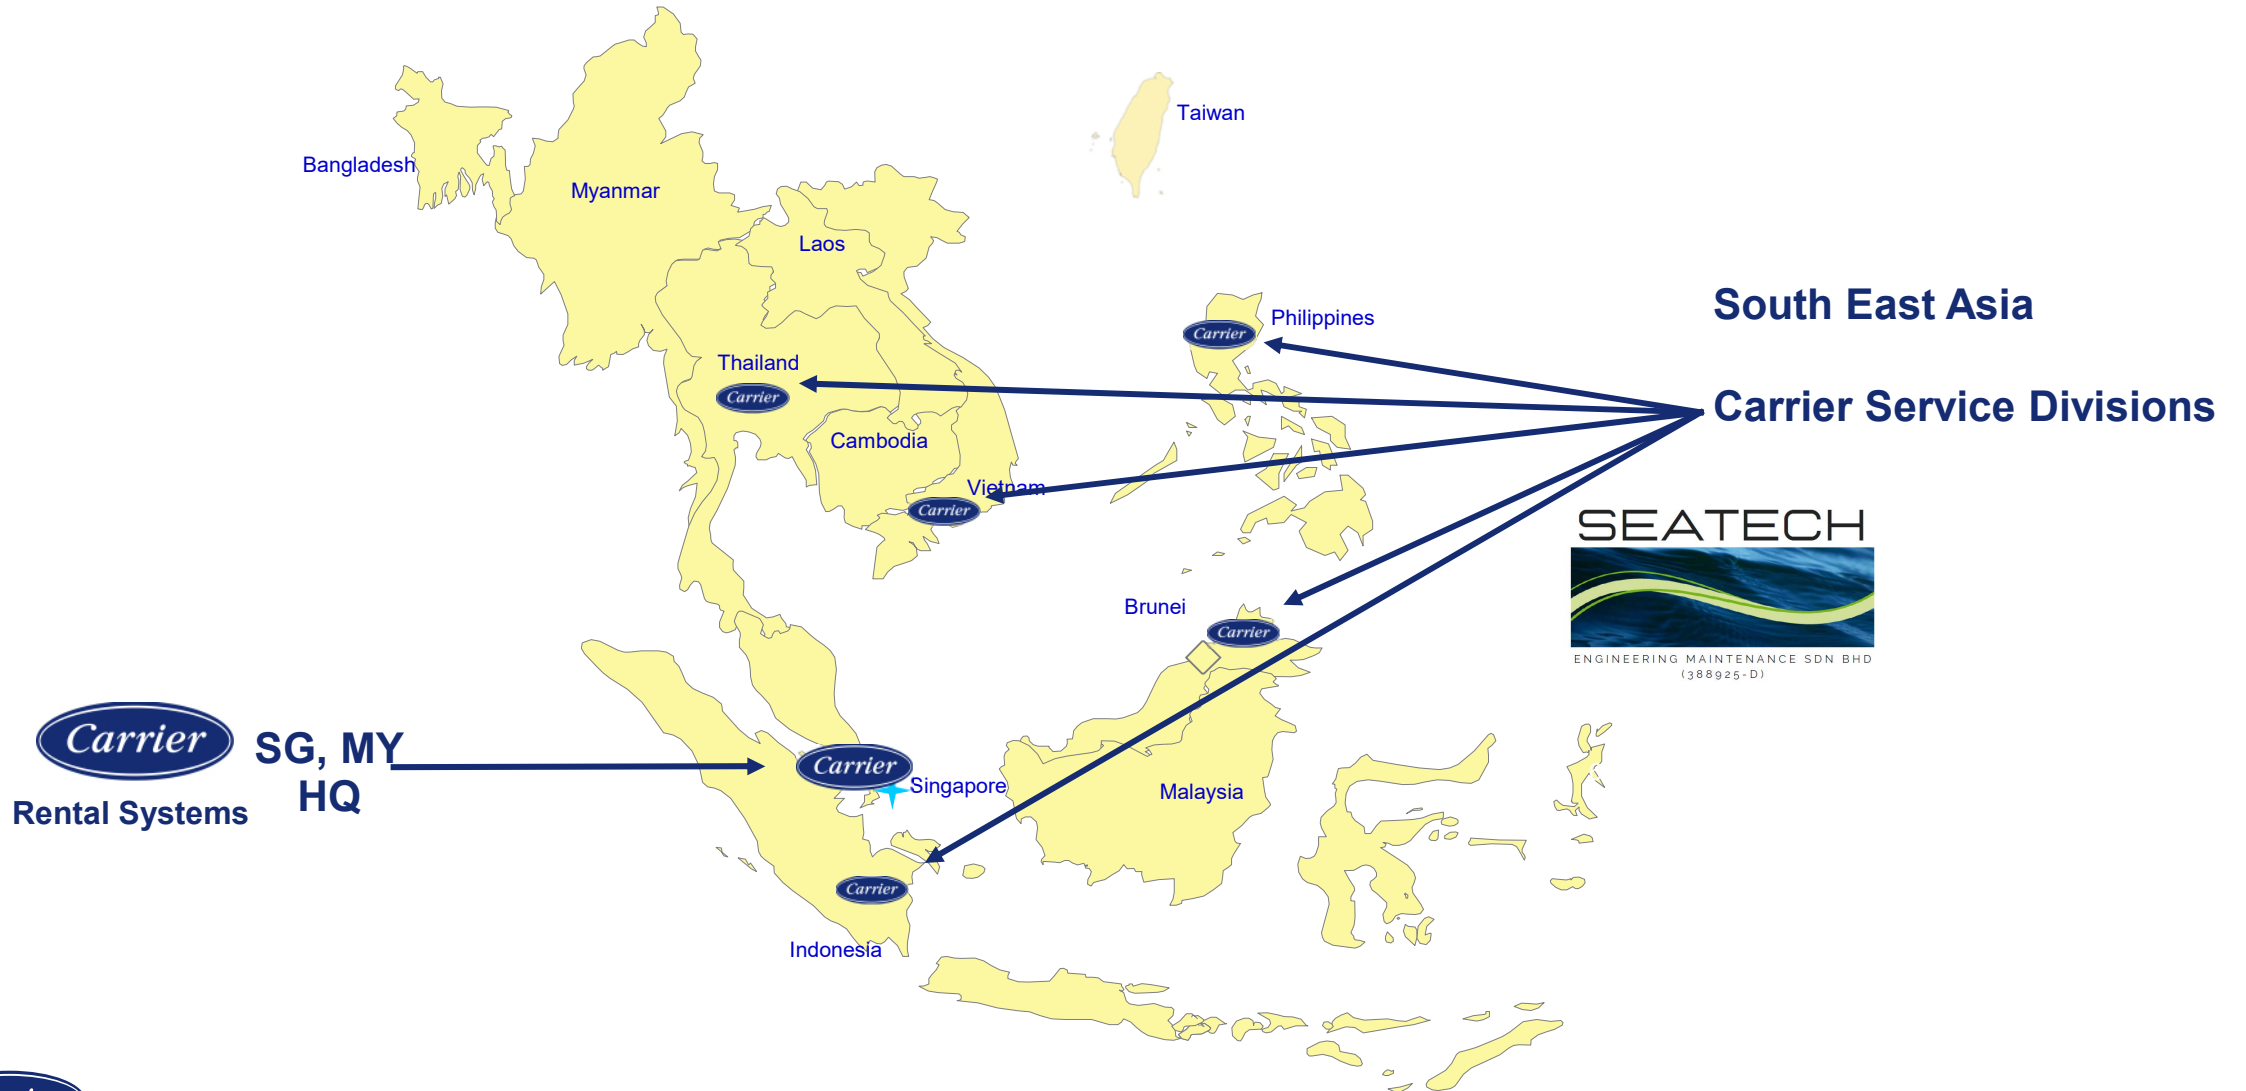 Taiwan
Bangladesh
Myanmar
Laos
South East Asia
Philippines
Carrier
Thailand
Carrier
Carrier Service Divisions
Cambodia
Vietnam
Carrier
SEATECH
ENGINEERING MAINTENANCE SDN BHD
(388925-D)
Brunei
Carrier
Carrier
Rental Systems
SG, MY
HQ
Carrier
Singapore
Malaysia
Carrier
Indonesia